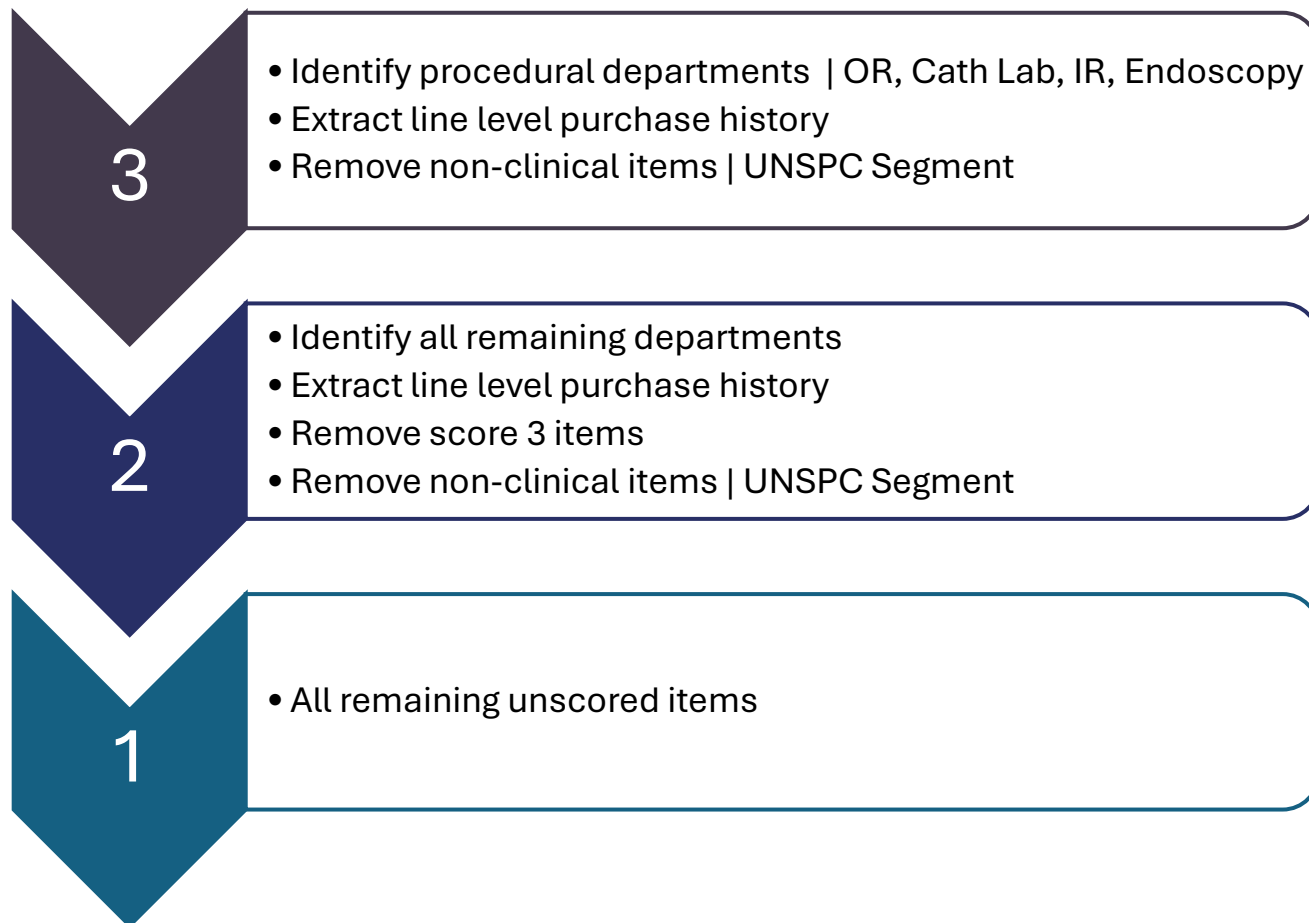 3
• Identify procedural departments | OR, Cath Lab, IR, Endoscopy
• Extract line level purchase history
• Remove non-clinical items | UNSPC Segment
2
• Identify all remaining departments
• Extract line level purchase history
• Remove score 3 items
• Remove non-clinical items | UNSPC Segment
1
• All remaining unscored items